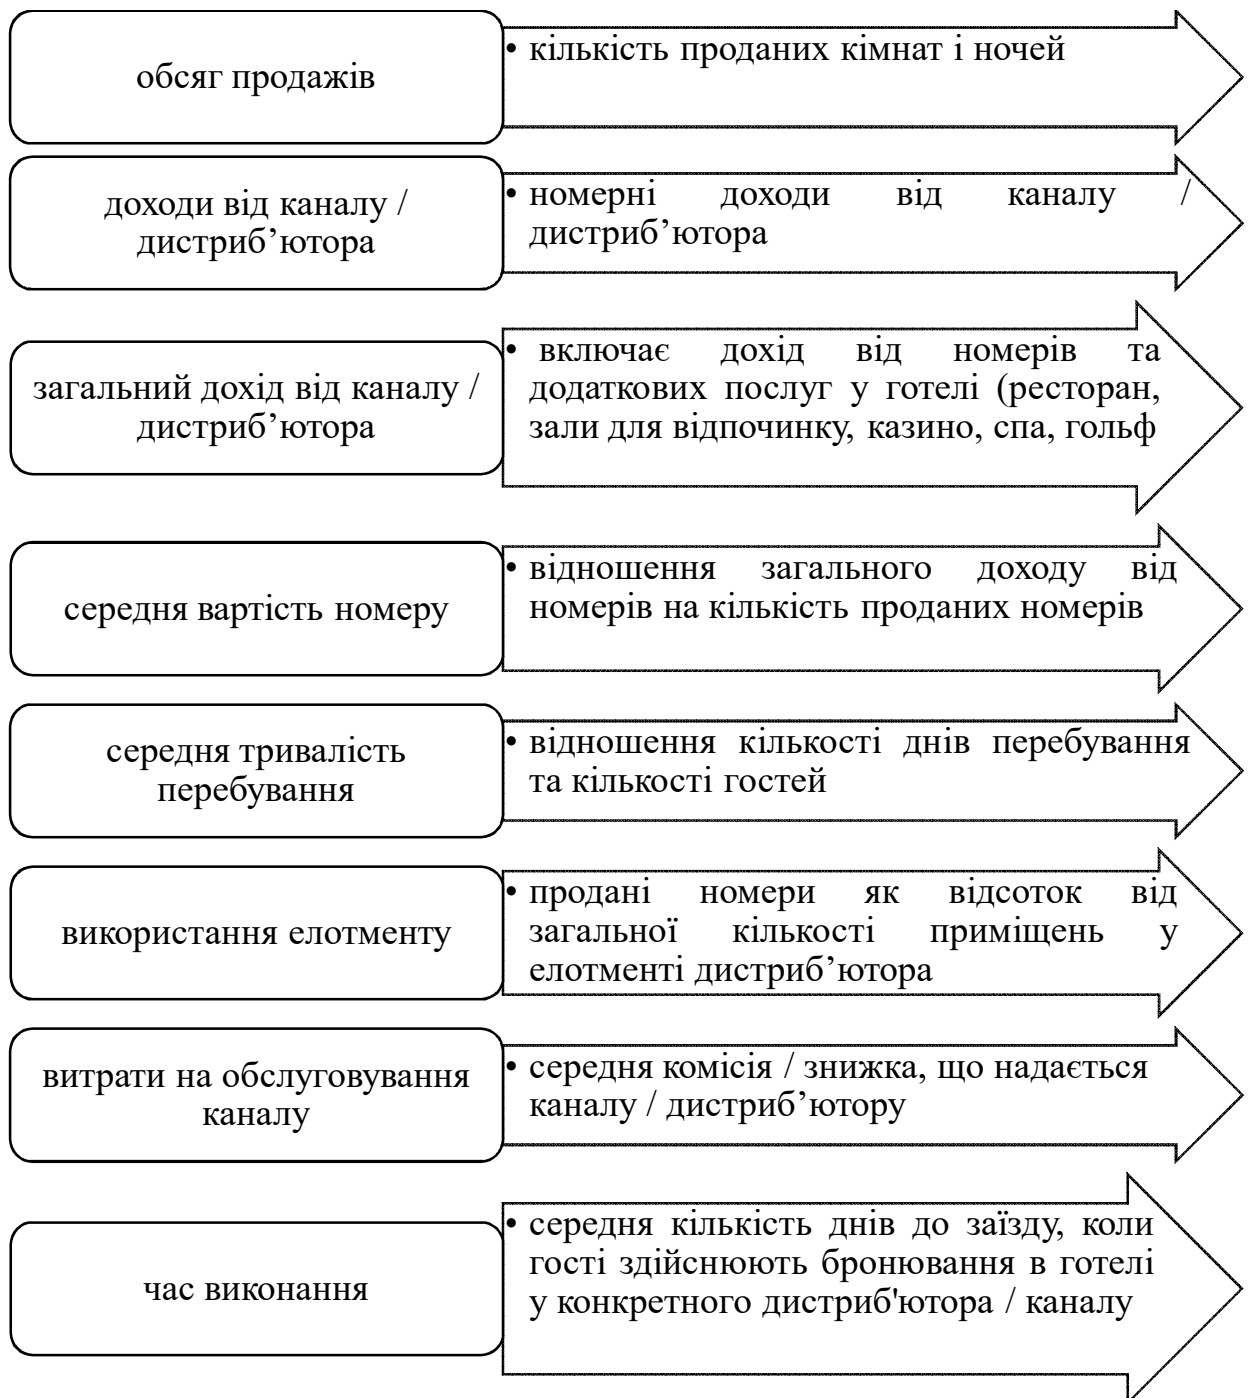 обсяг продажів
• кількість проданих кімнат і ночей
доходи від каналу /
дистриб’ютора
• номерні доходи від каналу /
дистриб’ютора
загальний дохід від каналу /
дистриб’ютора
• включає дохід від номерів та
додаткових послуг у готелі (ресторан,
зали для відпочинку, казино, спа, гольф
середня вартість номеру
• відношення загального доходу від
номерів на кількість проданих номерів
середня тривалість
перебування
• відношення кількості днів перебування
та кількості гостей
використання елотменту
• продані номери як відсоток від
загальної кількості приміщень у
елотменті дистриб’ютора
витрати на обслуговування
каналу
• середня комісія / знижка, що надається
каналу / дистриб’ютору
час виконання
• середня кількість днів до заїзду, коли
гості здійснюють бронювання в готелі
у конкретного дистриб'ютора / каналу